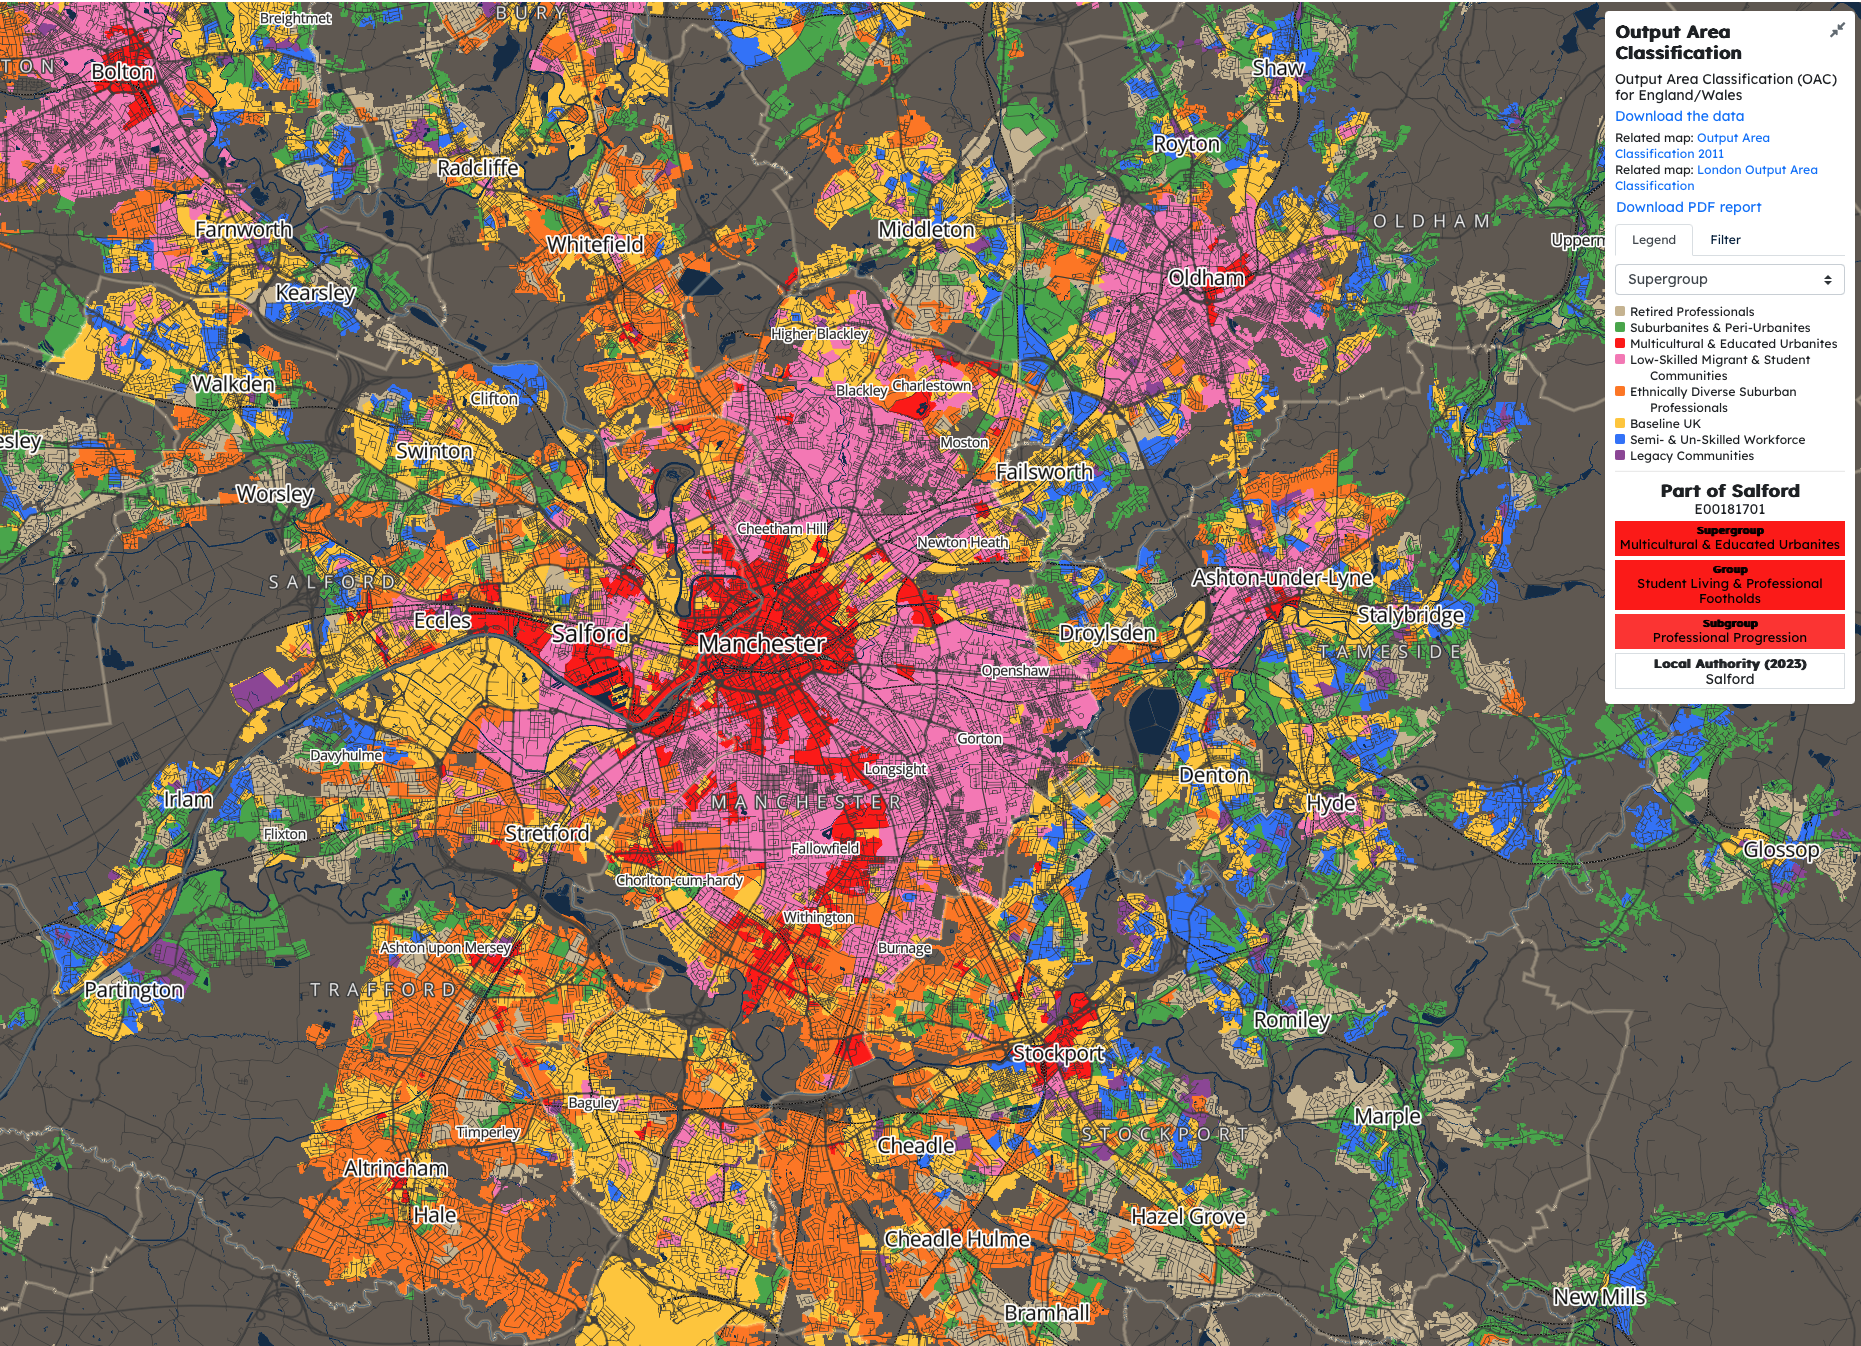 Breightmet
BURY
TON
Bolton
Shaw
Royton
Radcliffe
OLDHAM
Farnworth
Whitefield
Middleton
Upperm
Oldham
Kearsley
Higher Blackley
Walkden
Clifton
Blackley
Charlestown
esley
Swinton
Moston
Failsworth
Worsley
Cheetham Hill
Newton Heath
SALFORD
Ashton-under-Lyne
Eccles
Salford
Manchester
Droylsden
Stalybridge
TAMESIDE
Openshaw
Davyhulme
Gorton
Longsight
Denton
Irlam
MANCHESTER
Hyde
Flixton
Stretford
Fallowfield
Glossop
Chorlton-cum-hardy
Withington
Ashton upon Mersey
Burnage
Partington
TRAFFORD
Romiley
Stockport
Baguley
Marple
Timperley
Cheadle
STOCKPORT
Altrincham
Hale
Hazel Grove
Cheadle Hulme
New Mills
Bramhall
Output Area
Classification
Output Area Classification (OAC)
for England/Wales
Download the data
Related map: Output Area
Classification 2011
Related map: London Output Area
Classification
Download PDF report
Legend Filter
Supergroup
Retired Professionals
Suburbanites & Peri-Urbanites
Multicultural & Educated Urbanites
Low-Skilled Migrant & Student
Communities
Ethnically Diverse Suburban
Professionals
Baseline UK
Semi- & Un-Skilled Workforce
Legacy Communities
Part of Salford
E00181701
Supergroup
Multicultural & Educated Urbanites
Group
Student Living & Professional
Footholds
Subgroup
Professional Progression
Local Authority (2023)
Salford